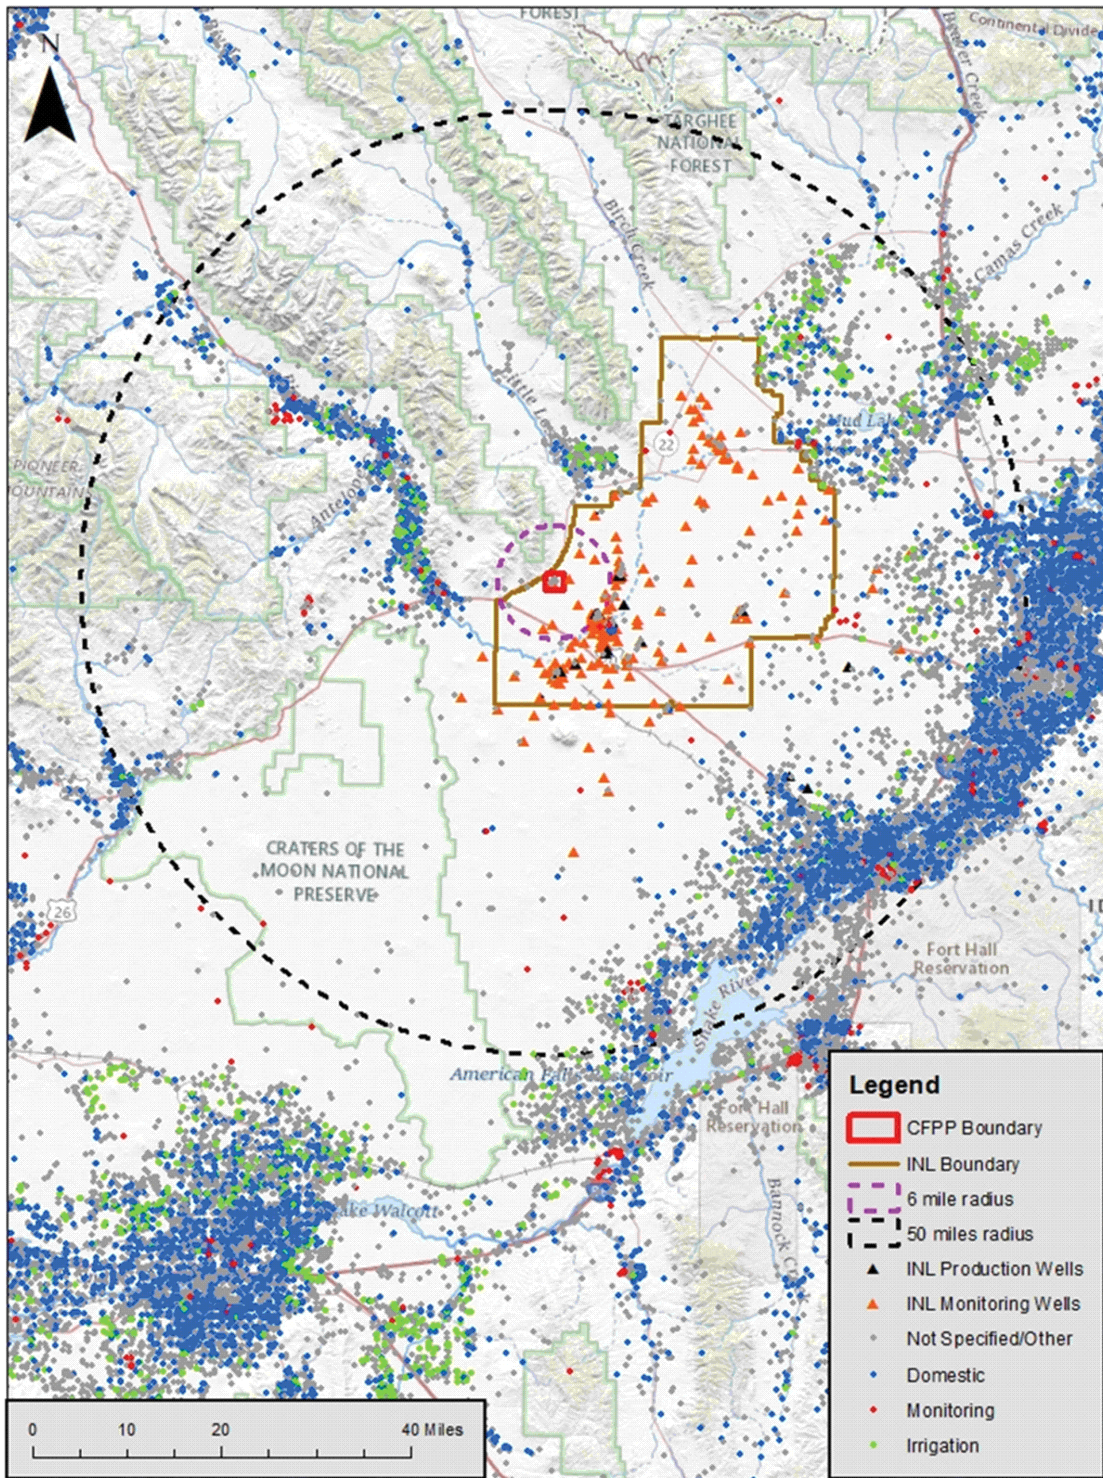 FOREST
Continental Divide
N
River
Beaver Creek
TARGHEE
NATIONAL
FOREST
Birch Creek
Camas Creek
Little L
Mud Lake
22
PIONEER
MOUNTAIN
Antelope
CRATERS OF THE
MOON NATIONAL
PRESERVE
26
Fort Hall
Reservation
Snake River
American Falls Reservoir
Fort Hall
Reservation
Lake Walcott
Bannock Cr
Legend
CFPP Boundary
INL Boundary
6 mile radius
50 miles radius
INL Production Wells
INL Monitoring Wells
Not Specified/Other
Domestic
Monitoring
Irrigation
0 10 20 40 Miles